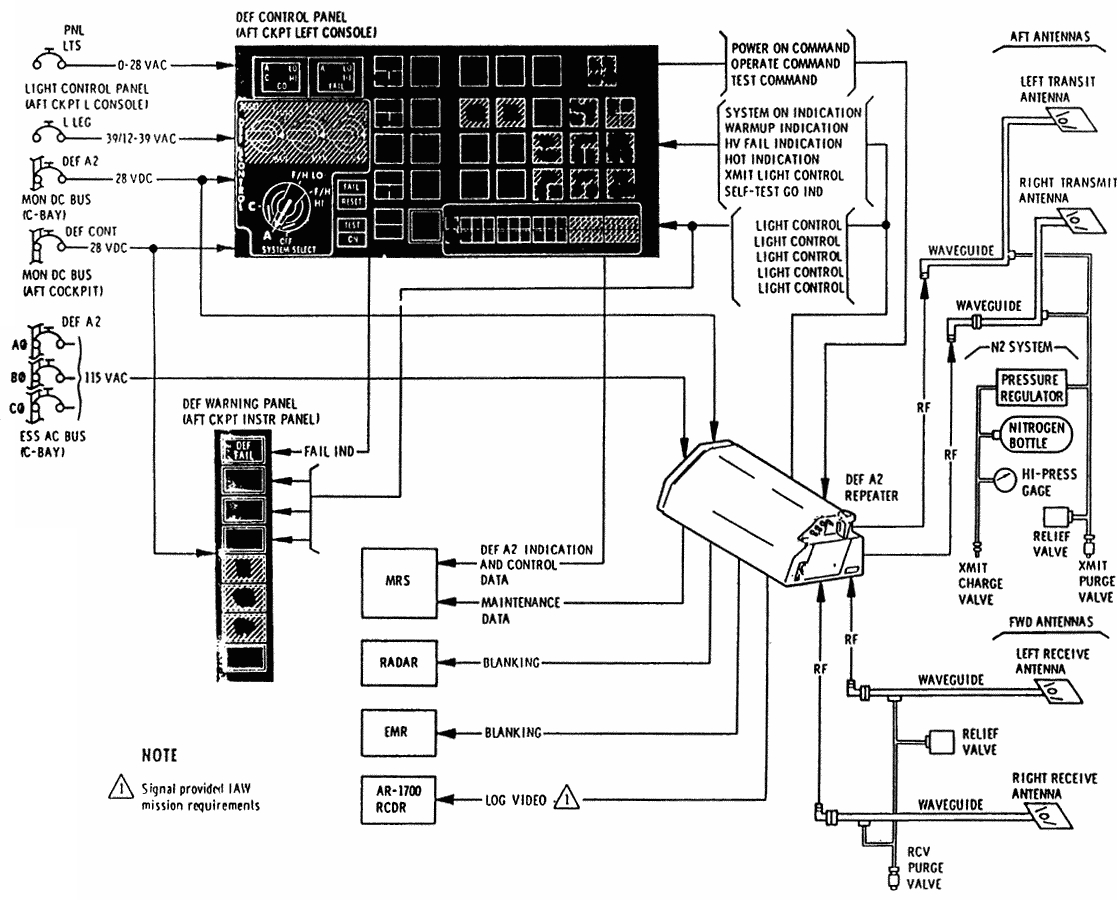 DEF CONTROL PANEL
(AFT CKPT LEFT CONSOLE)
PNL
LTS
0-28 VAC
LIGHT CONTROL PANEL
(AFT CKPT L CONSOLE)
L LEG
39/12-39 VAC
DEF A2
28 VDC
MON DC BUS
(C-BAY)
DEF CONT
28 VDC
MON DC BUS
(AFT COCKPIT)
DEF A2
AØ
BØ
CØ
115 VAC
ESS AC BUS
(C-BAY)
A
C
LO
HI
GO
A
LO
HI
FAIL
F/H LO
F/H
HI
C
A
SYSTEM SELECT
FAIL
RESET
TEST
POWER ON COMMAND
OPERATE COMMAND
TEST COMMAND
SYSTEM ON INDICATION
WARMUP INDICATION
HV FAIL INDICATION
HOT INDICATION
XMIT LIGHT CONTROL
SELF-TEST GO IND
LIGHT CONTROL
LIGHT CONTROL
LIGHT CONTROL
LIGHT CONTROL
LIGHT CONTROL
AFT ANTENNAS
LEFT TRANSIT
ANTENNA
RIGHT TRANSMIT
ANTENNA
WAVEGUIDE
WAVEGUIDE
N2 SYSTEM
PRESSURE
REGULATOR
NITROGEN
BOTTLE
HI-PRESS
GAGE
RELIEF
VALVE
XMIT
CHARGE
VALVE
XMIT
PURGE
VALVE
RF
RF
DEF WARNING PANEL
(AFT CKPT INSTR PANEL)
DEF
FAIL
FAIL IND
DEF A2
REPEATER
MRS
DEF A2 INDICATION
AND CONTROL
DATA
MAINTENANCE
DATA
RADAR
BLANKING
EMR
BLANKING
AR-1700
RCDR
LOG VIDEO
1
RF
RF
FWD ANTENNAS
LEFT RECEIVE
ANTENNA
WAVEGUIDE
RELIEF
VALVE
RIGHT RECEIVE
ANTENNA
WAVEGUIDE
RCV
PURGE
VALVE
NOTE
1
Signal provided IAW
mission requirements